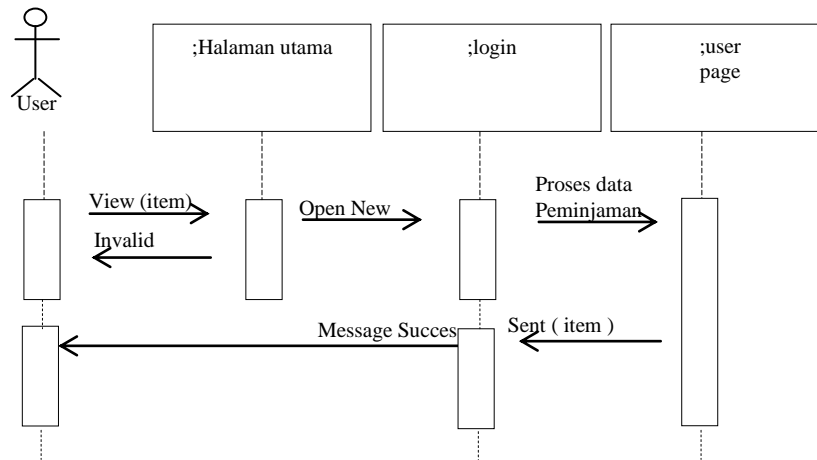 ;Halaman utama
;login
;user
page
User
View (item)
Open New
Proses data
Peminjaman
Invalid
Message Succes
Sent ( item )